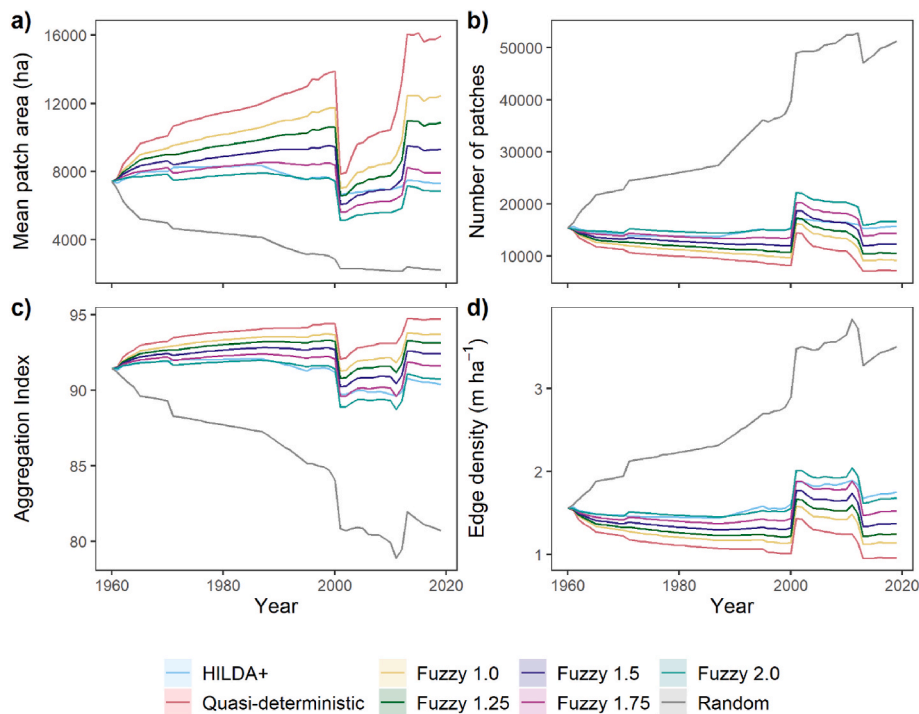 a)
Mean patch area (ha)
16000
12000
8000
4000
b)
Number of patches
50000
40000
30000
20000
10000
c)
Aggregation Index
95
90
85
80
1960 1980 2000 2020
Year
d)
Edge density (m ha⁻¹)
3
2
1
1960 1980 2000 2020
Year
HILDA+ Fuzzy 1.0 Fuzzy 1.5 Fuzzy 2.0
Quasi-deterministic Fuzzy 1.25 Fuzzy 1.75 Random